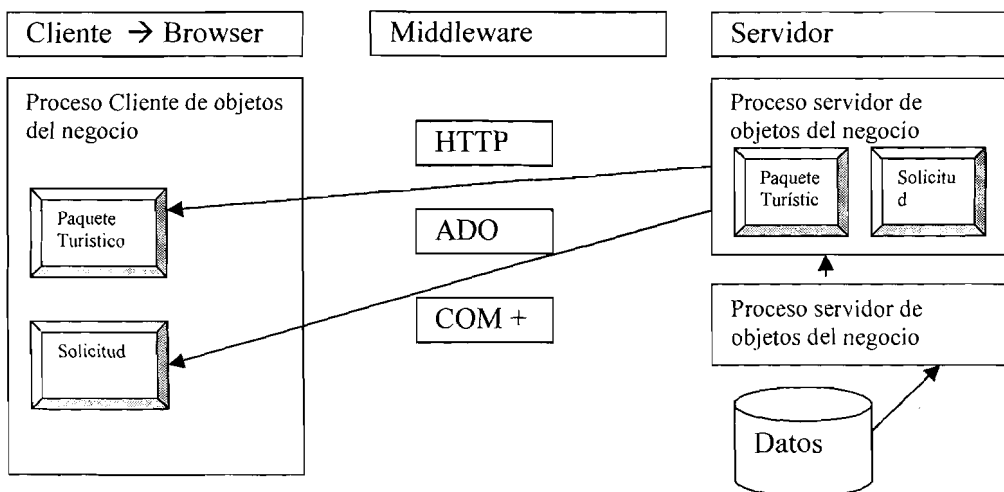 Cliente → Browser
Middleware
Servidor
Proceso Cliente de objetos
del negocio
Paquete
Turístico
Solicitud
HTTP
ADO
COM +
Proceso servidor de
objetos del negocio
Paquete
Turístic
Solicitu
d
Proceso servidor de
objetos del negocio
Datos